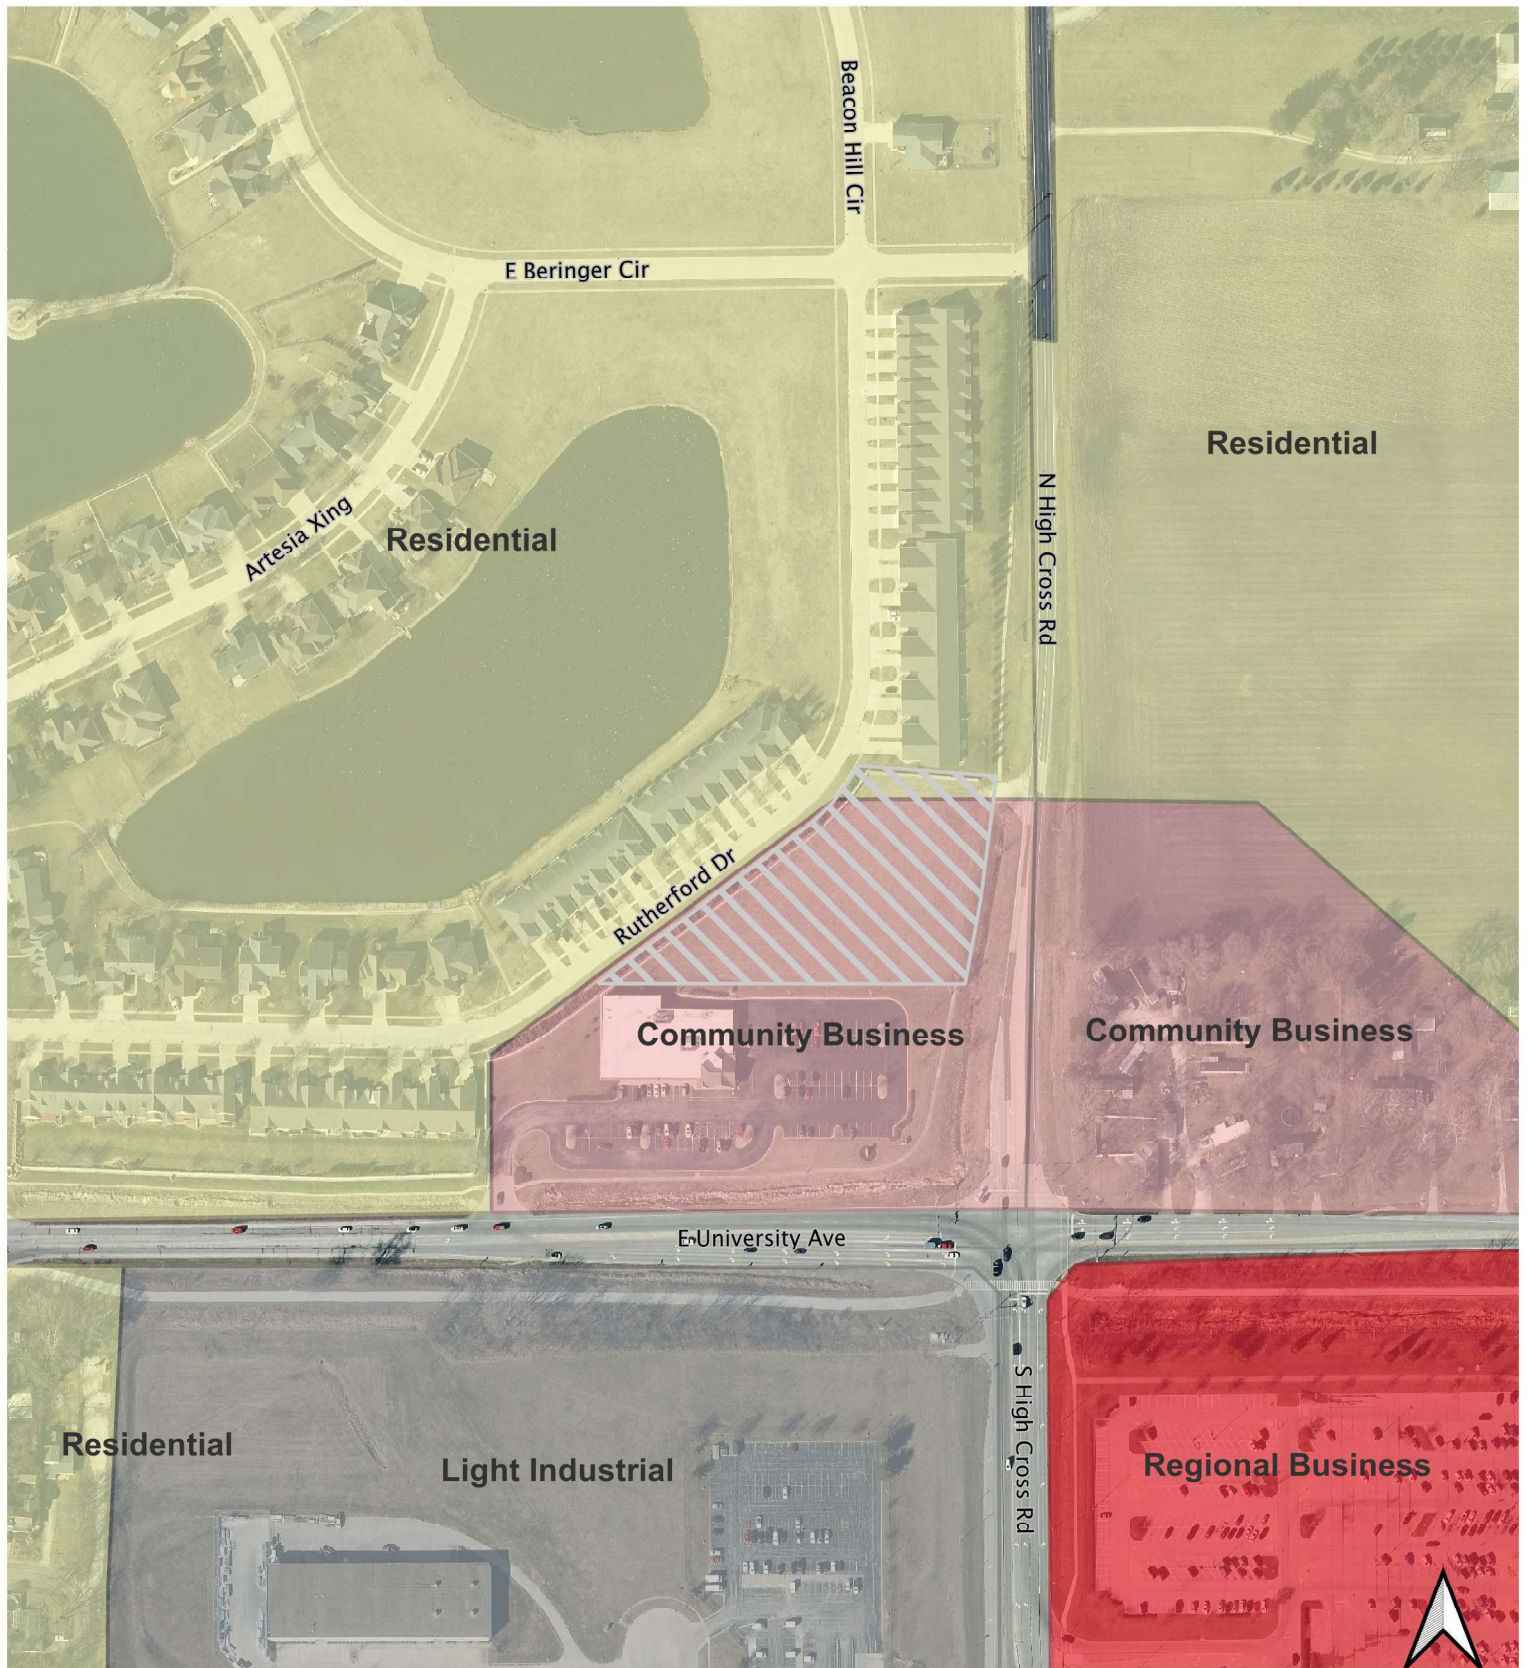 Beacon Hill Cir
E Beringer Cir
Residential
N High Cross Rd
Artesia Xing
Residential
Rutherford Dr
Community Business
Community Business
E University Ave
S High Cross Rd
Residential
Light Industrial
Regional Business